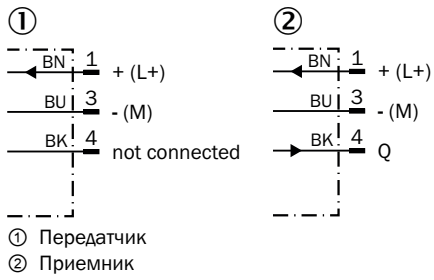 ①
BN 1 + (L+)
BU 3 - (M)
BK 4 not connected
②
BN 1 + (L+)
BU 3 - (M)
BK 4 Q
① Передатчик
② Приемник